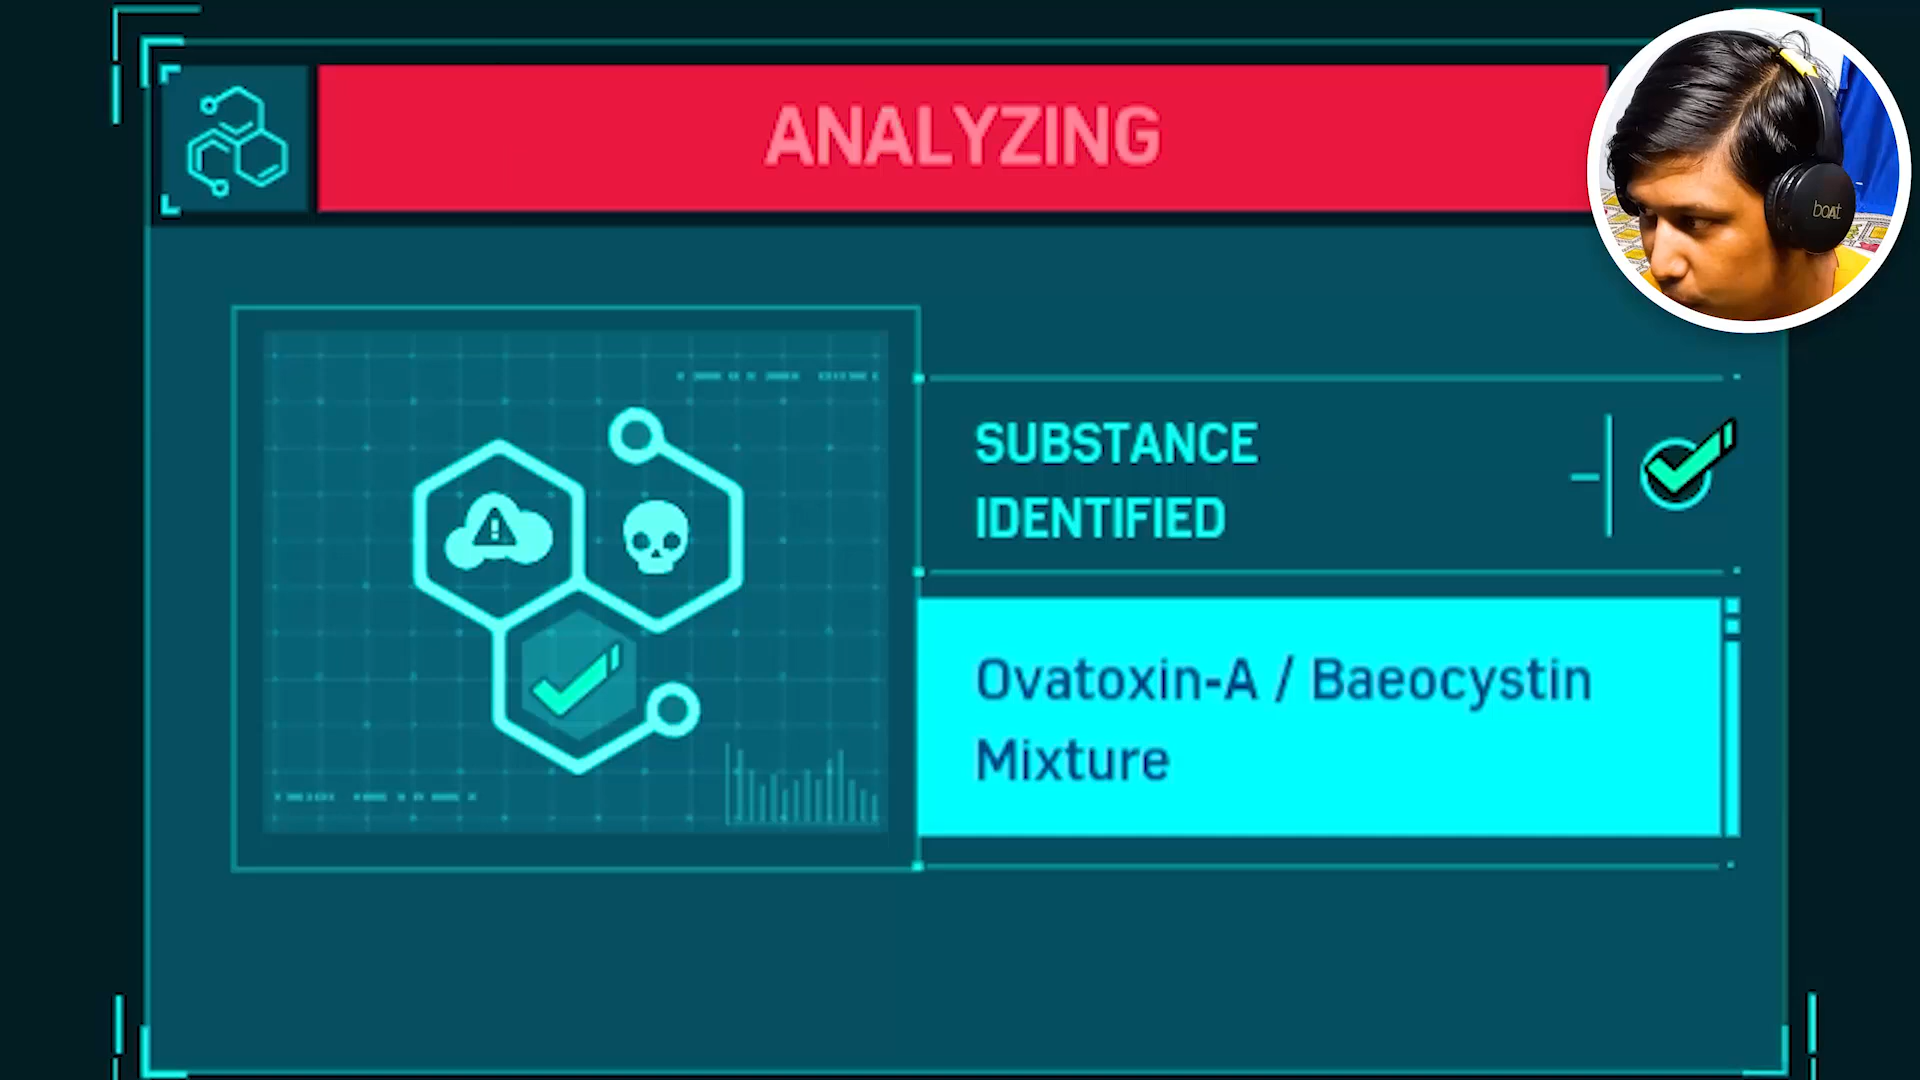 ANALYZING
boAt
SUBSTANCE
IDENTIFIED
Ovatoxin-A / Baeocystin
Mixture